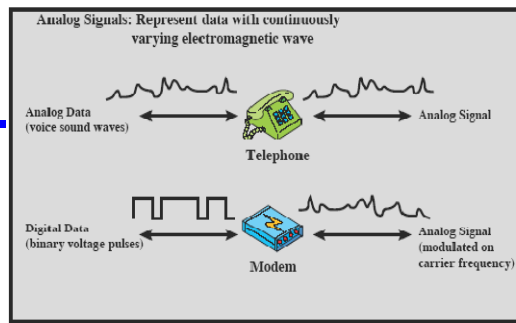 Analog Signals: Represent data with continuously
varying electromagnetic wave
Analog Data
(voice sound waves)
Telephone
Analog Signal
Digital Data
(binary voltage pulses)
Modem
Analog Signal
(modulated on
carrier frequency)